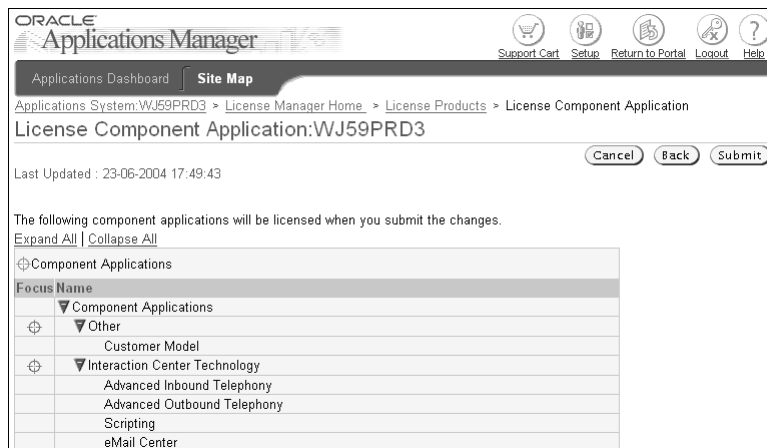 ORACLE
Applications Manager
Support Cart Setup Return to Portal Logout Help
Applications Dashboard Site Map
Applications System:WJ59PRD3 > License Manager Home > License Products > License Component Application
License Component Application:WJ59PRD3
Cancel Back Submit
Last Updated : 23-06-2004 17:49:43
The following component applications will be licensed when you submit the changes.
Expand All | Collapse All
Component Applications
Focus Name
Component Applications
Other
Customer Model
Interaction Center Technology
Advanced Inbound Telephony
Advanced Outbound Telephony
Scripting
eMail Center